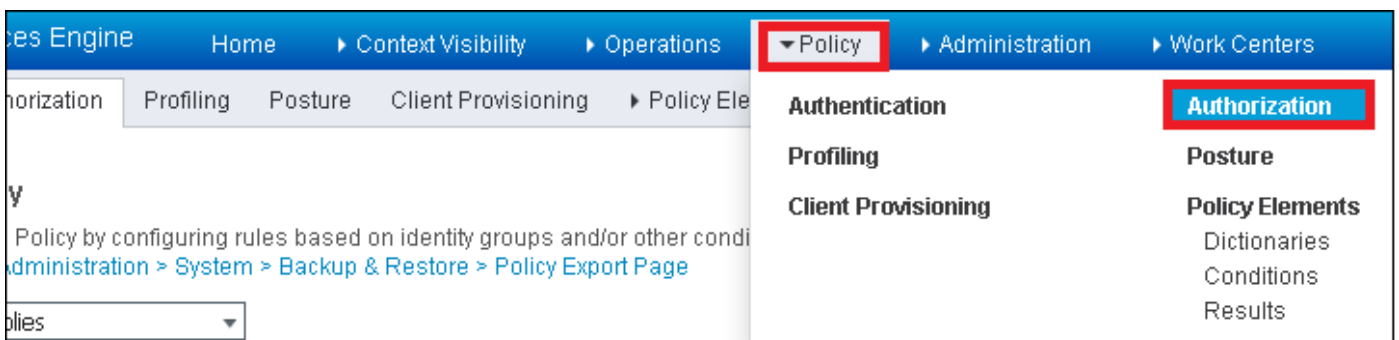 ces Engine Home Context Visibility Operations Policy Administration Work Centers
horization Profiling Posture Client Provisioning Policy Ele
Authentication Authorization
Profiling Posture
Client Provisioning Policy Elements
Dictionaries
Conditions
Results
y
Policy by configuring rules based on identity groups and/or other condi
Administration > System > Backup & Restore > Policy Export Page
plies